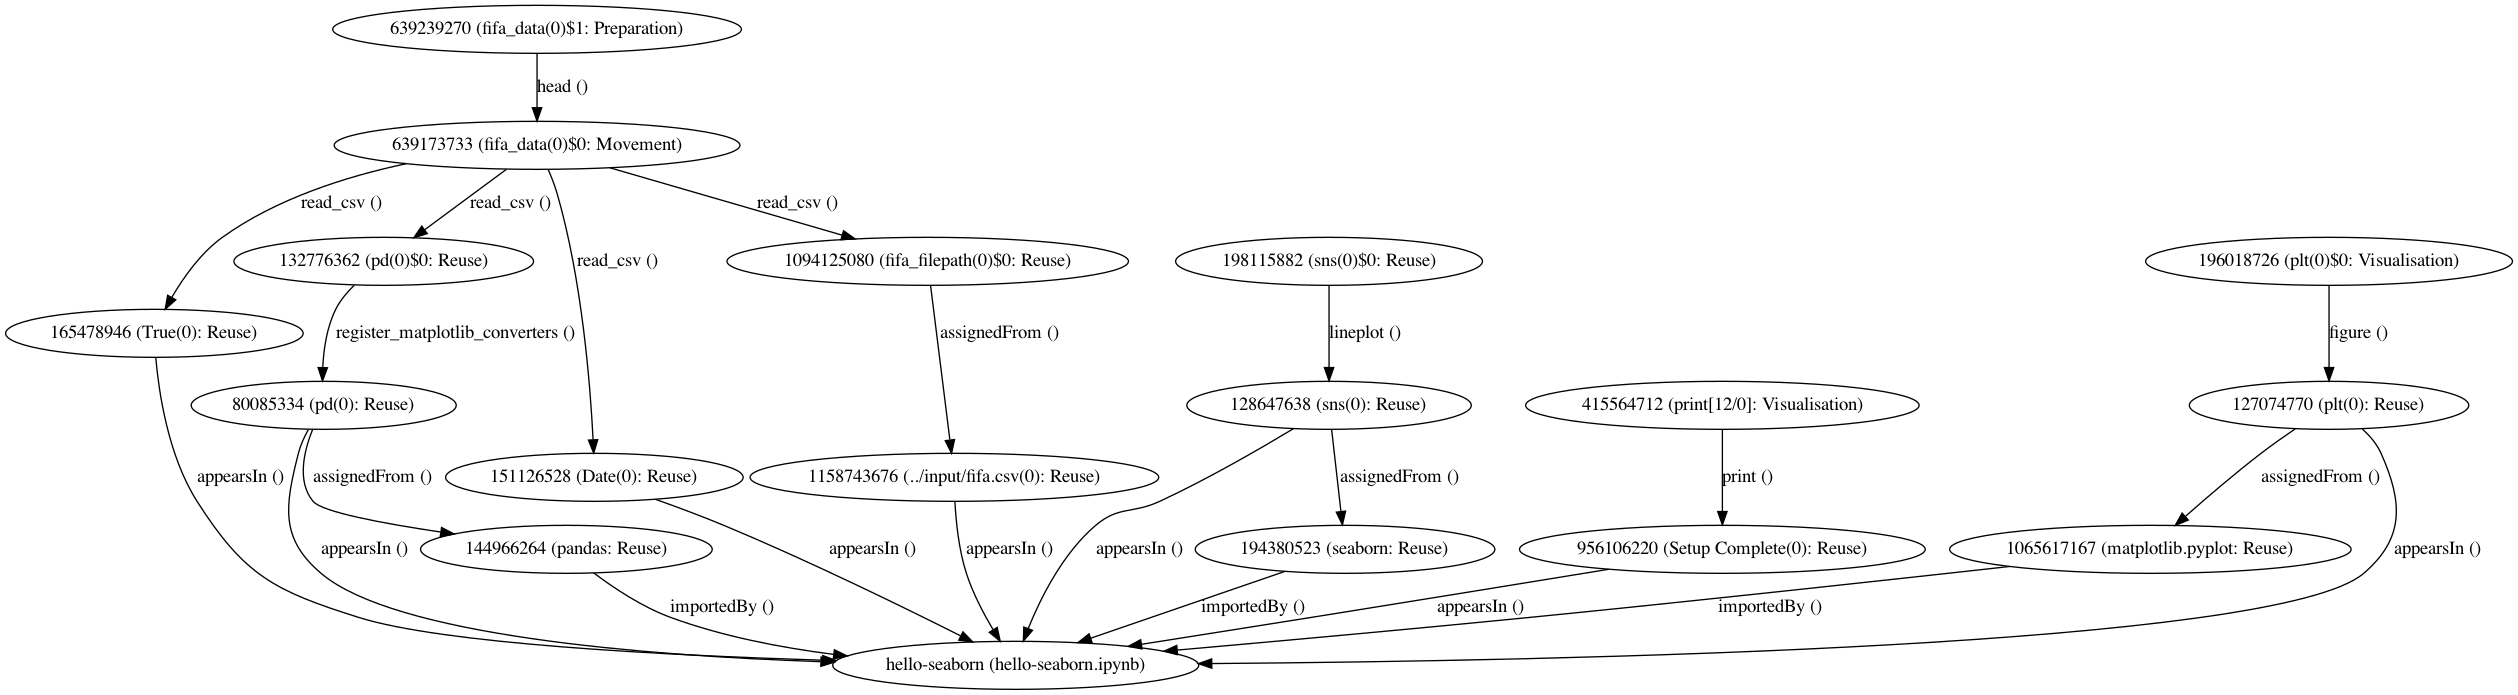 639239270 (fifa_data(0)$1: Preparation)
head ()
639173733 (fifa_data(0)$0: Movement)
read_csv ()
read_csv ()
read_csv ()
read_csv ()
132776362 (pd(0)$0: Reuse)
1094125080 (fifa_filepath(0)$0: Reuse)
198115882 (sns(0)$0: Reuse)
196018726 (plt(0)$0: Visualisation)
165478946 (True(0): Reuse)
register_matplotlib_converters ()
assignedFrom ()
lineplot ()
figure ()
80085334 (pd(0): Reuse)
128647638 (sns(0): Reuse)
415564712 (print[12/0]: Visualisation)
127074770 (plt(0): Reuse)
appearsIn ()
assignedFrom ()
151126528 (Date(0): Reuse)
1158743676 (../input/fifa.csv(0): Reuse)
assignedFrom ()
print ()
assignedFrom ()
appearsIn ()
144966264 (pandas: Reuse)
appearsIn ()
appearsIn ()
appearsIn ()
194380523 (seaborn: Reuse)
956106220 (Setup Complete(0): Reuse)
1065617167 (matplotlib.pyplot: Reuse)
appearsIn ()
importedBy ()
importedBy ()
appearsIn ()
importedBy ()
hello-seaborn (hello-seaborn.ipynb)